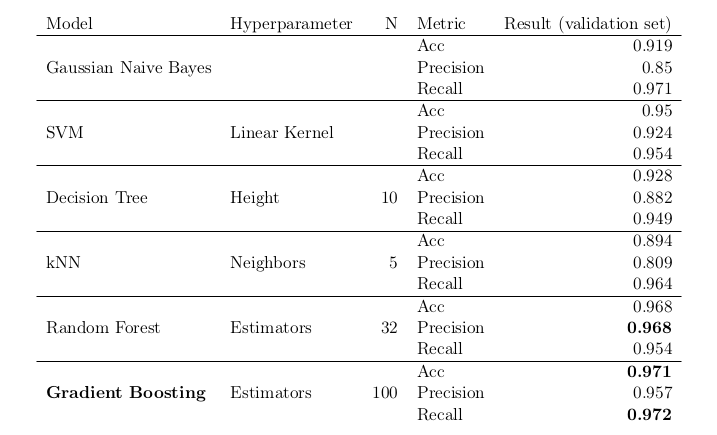 Model Hyperparameter N Metric Result (validation set)
Acc 0.919
Gaussian Naive Bayes Precision 0.85
Recall 0.971
Acc 0.95
SVM Linear Kernel Precision 0.924
Recall 0.954
Acc 0.928
Decision Tree Height 10 Precision 0.882
Recall 0.949
Acc 0.894
kNN Neighbors 5 Precision 0.809
Recall 0.964
Acc 0.968
Random Forest Estimators 32 Precision 0.968
Recall 0.954
Acc 0.971
Gradient Boosting Estimators 100 Precision 0.957
Recall 0.972